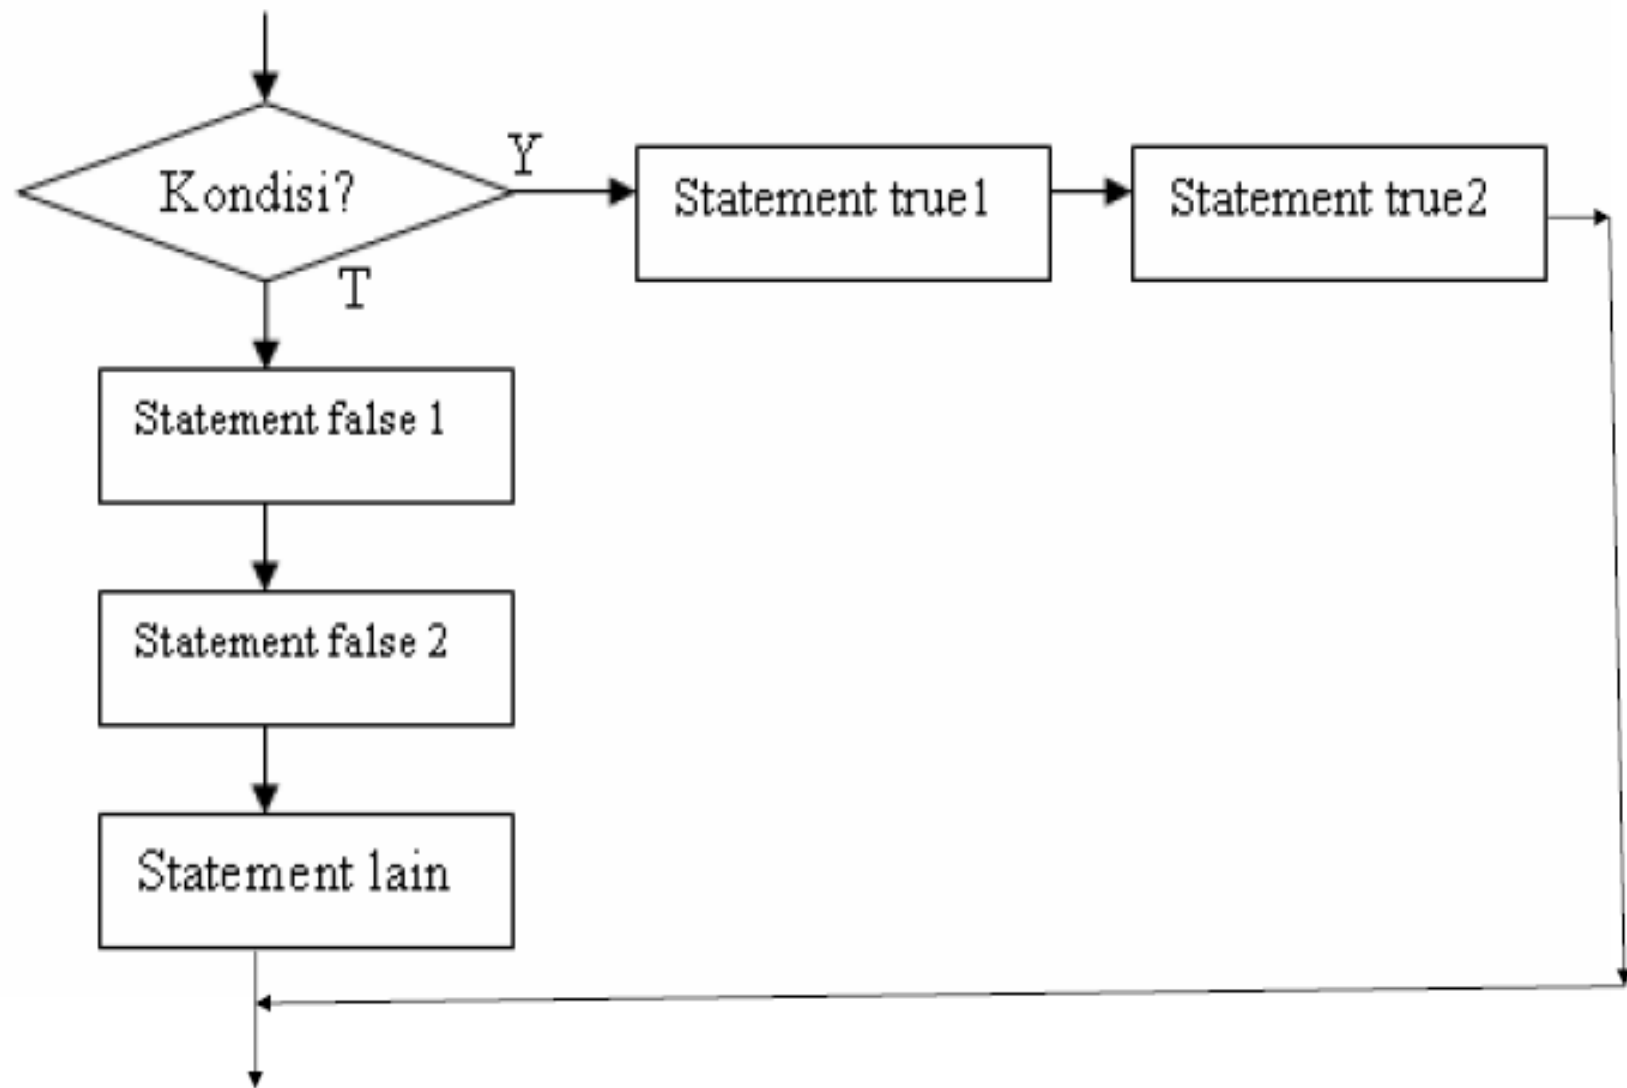 Kondisi?
Y
Statement true1
Statement true2
T
Statement false 1
Statement false 2
Statement lain